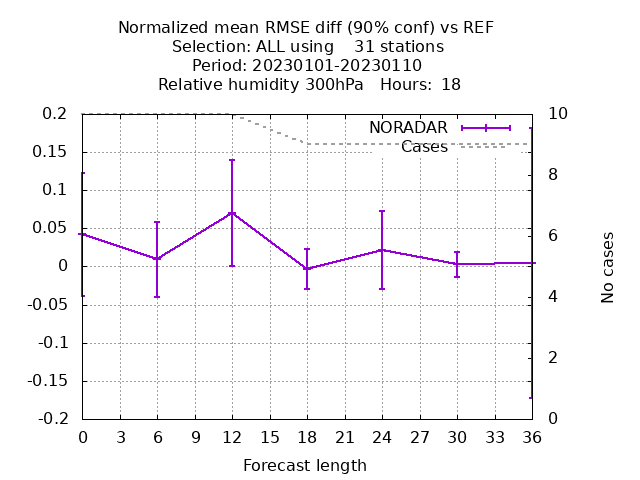 Normalized mean RMSE diff (90% conf) vs REF
Selection: ALL using    31 stations
Period: 20230101-20230110
Relative humidity 300hPa   Hours:  18
NORADAR
Cases
0.2
0.15
0.1
0.05
0
-0.05
-0.1
-0.15
-0.2
10
8
6
4
2
0
No cases
0 3 6 9 12 15 18 21 24 27 30 33 36
Forecast length